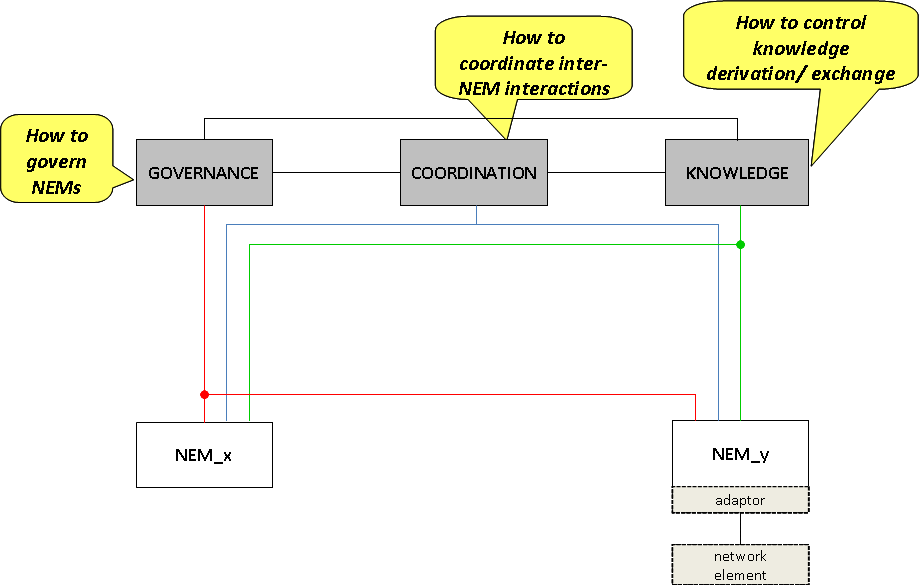 How to
coordinate inter-
NEM interactions
How to control
knowledge
derivation/ exchange
How to
govern
NEMs
GOVERNANCE
COORDINATION
KNOWLEDGE
NEM_x
NEM_y
adaptor
network
element